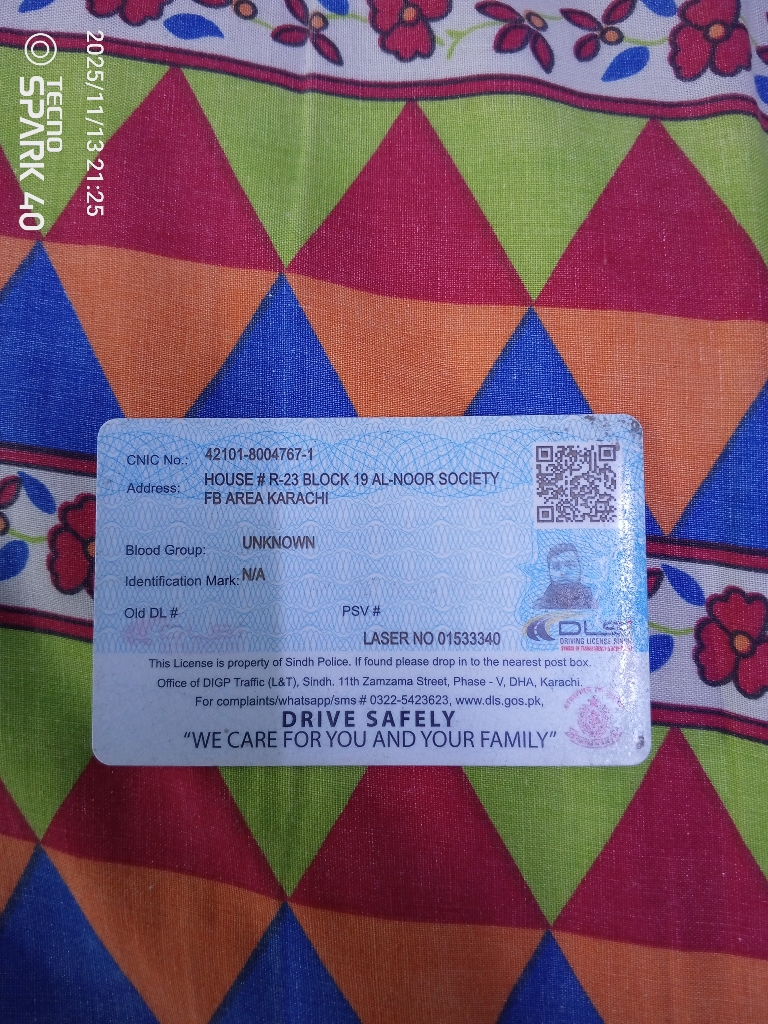 2025/11/13 21:25
TECNO
SPARK 40
CNIC No.: 42101-8004767-1
Address: HOUSE # R-23 BLOCK 19 AL-NOOR SOCIETY
FB AREA KARACHI
Blood Group: UNKNOWN
Identification Mark: N/A
Old DL # PSV #
LASER NO 01533340
DLS
DRIVING LICENSE SINDH
This License is property of Sindh Police. If found please drop in to the nearest post box.
Office of DIGP Traffic (L&T), Sindh. 11th Zamzama Street, Phase - V, DHA, Karachi.
For complaints/whatsapp/sms # 0322-5423623, www.dls.gos.pk,
DRIVE SAFELY
“WE CARE FOR YOU AND YOUR FAMILY”